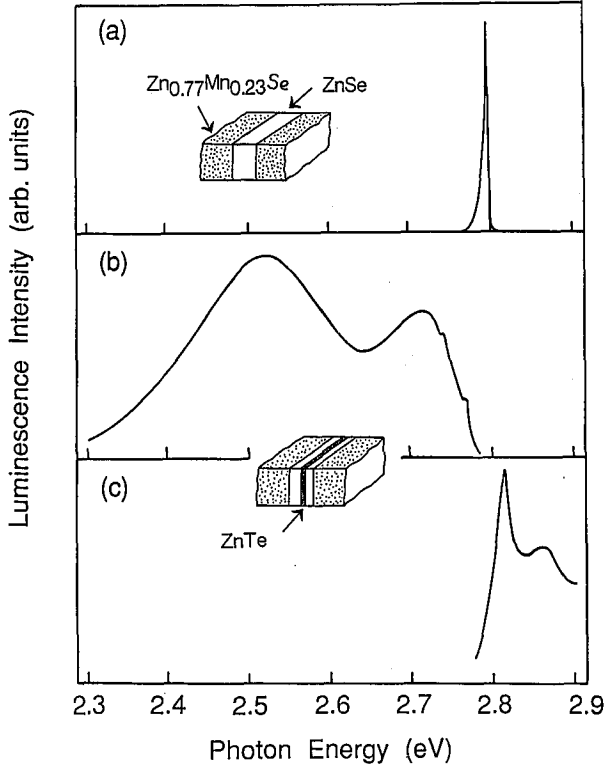 (a)
Zn0.77Mn0.23Se
ZnSe
(b)
(c)
ZnTe
2.3 2.4 2.5 2.6 2.7 2.8 2.9
Photon Energy (eV)
Luminescence Intensity (arb. units)